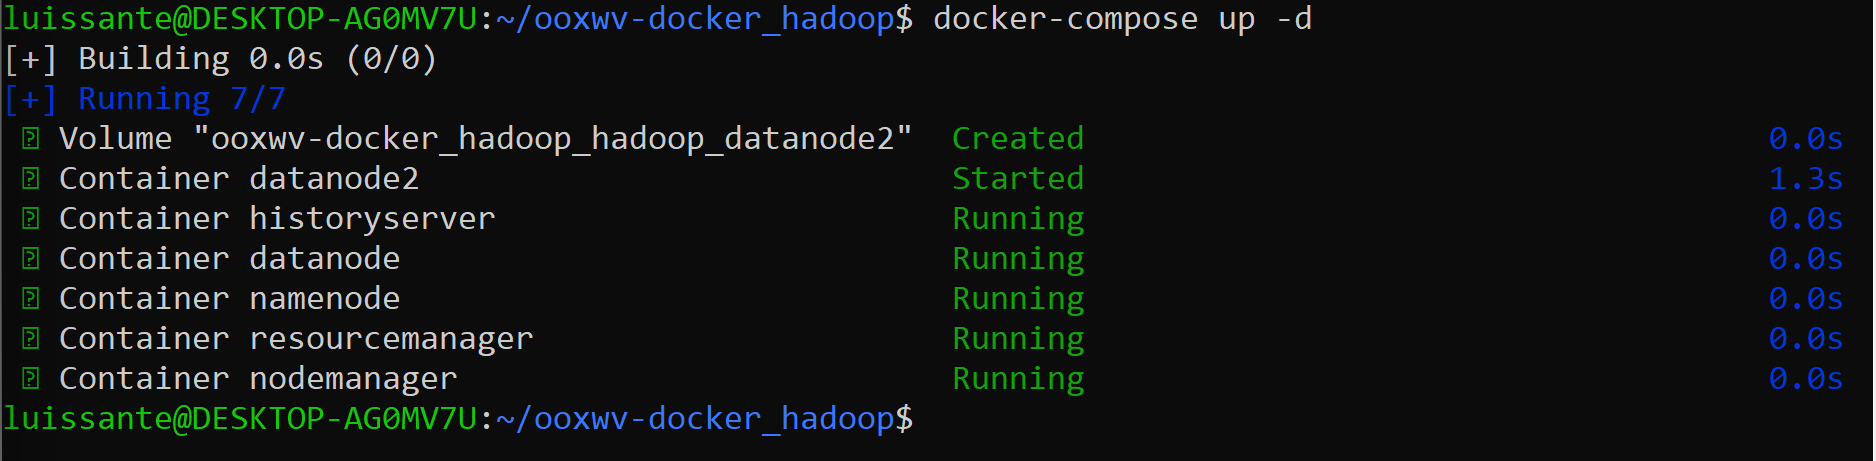 luissante@DESKTOP-AG0MV7U:~/ooxwv-docker_hadoop$ docker-compose up -d
[+] Building 0.0s (0/0)
[+] Running 7/7
⍰ Volume "ooxwv-docker_hadoop_hadoop_datanode2" Created 0.0s
⍰ Container datanode2 Started 1.3s
⍰ Container historyserver Running 0.0s
⍰ Container datanode Running 0.0s
⍰ Container namenode Running 0.0s
⍰ Container resourcemanager Running 0.0s
⍰ Container nodemanager Running 0.0s
luissante@DESKTOP-AG0MV7U:~/ooxwv-docker_hadoop$